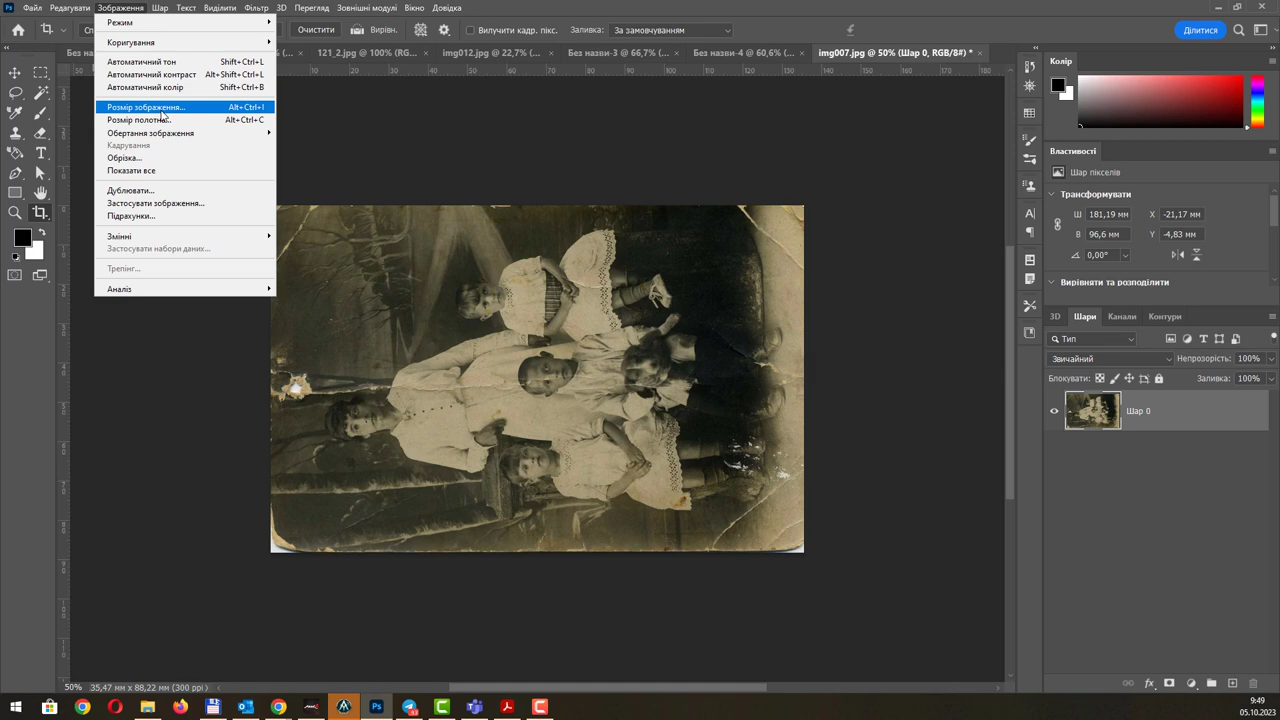 Файл Редагувати Зображення Шар Текст Виділити Фільтр 3D Перегляд Зовнішні модулі Вікно Довідка
Очистити Вирівн. Вилучити кадр. пікс. Заливка: За замовчуванням Ділитися
121_2.jpg @ 100% (RG... × img012.jpg @ 22,7% (... × Без назви-3 @ 66,7% (... × Без назви-4 @ 60,6% (... × img007.jpg @ 50% (Шар 0, RGB/8#) * ×
Режим
Коригування
Автоматичний тон Shift+Ctrl+L
Автоматичний контраст Alt+Shift+Ctrl+L
Автоматичний колір Shift+Ctrl+B
Розмір зображення... Alt+Ctrl+I
Розмір полотна... Alt+Ctrl+C
Обертання зображення
Кадрування
Обрізка...
Показати все
Дублювати...
Застосувати зображення...
Підрахунки...
Змінні
Застосувати набори даних...
Трепінг...
Аналіз
Колір
Властивості
Шар пікселів
Трансформувати
Ш 181,19 мм X -21,17 мм
В 96,6 мм Y -4,83 мм
0,00°
Вирівняти та розподілити
3D Шари Канали Контури
Тип
Звичайний Непрозорість: 100%
Блокувати: Заливка: 100%
Шар 0
50% 35,47 мм x 88,22 мм (300 ppi)
9:49
05.10.2023